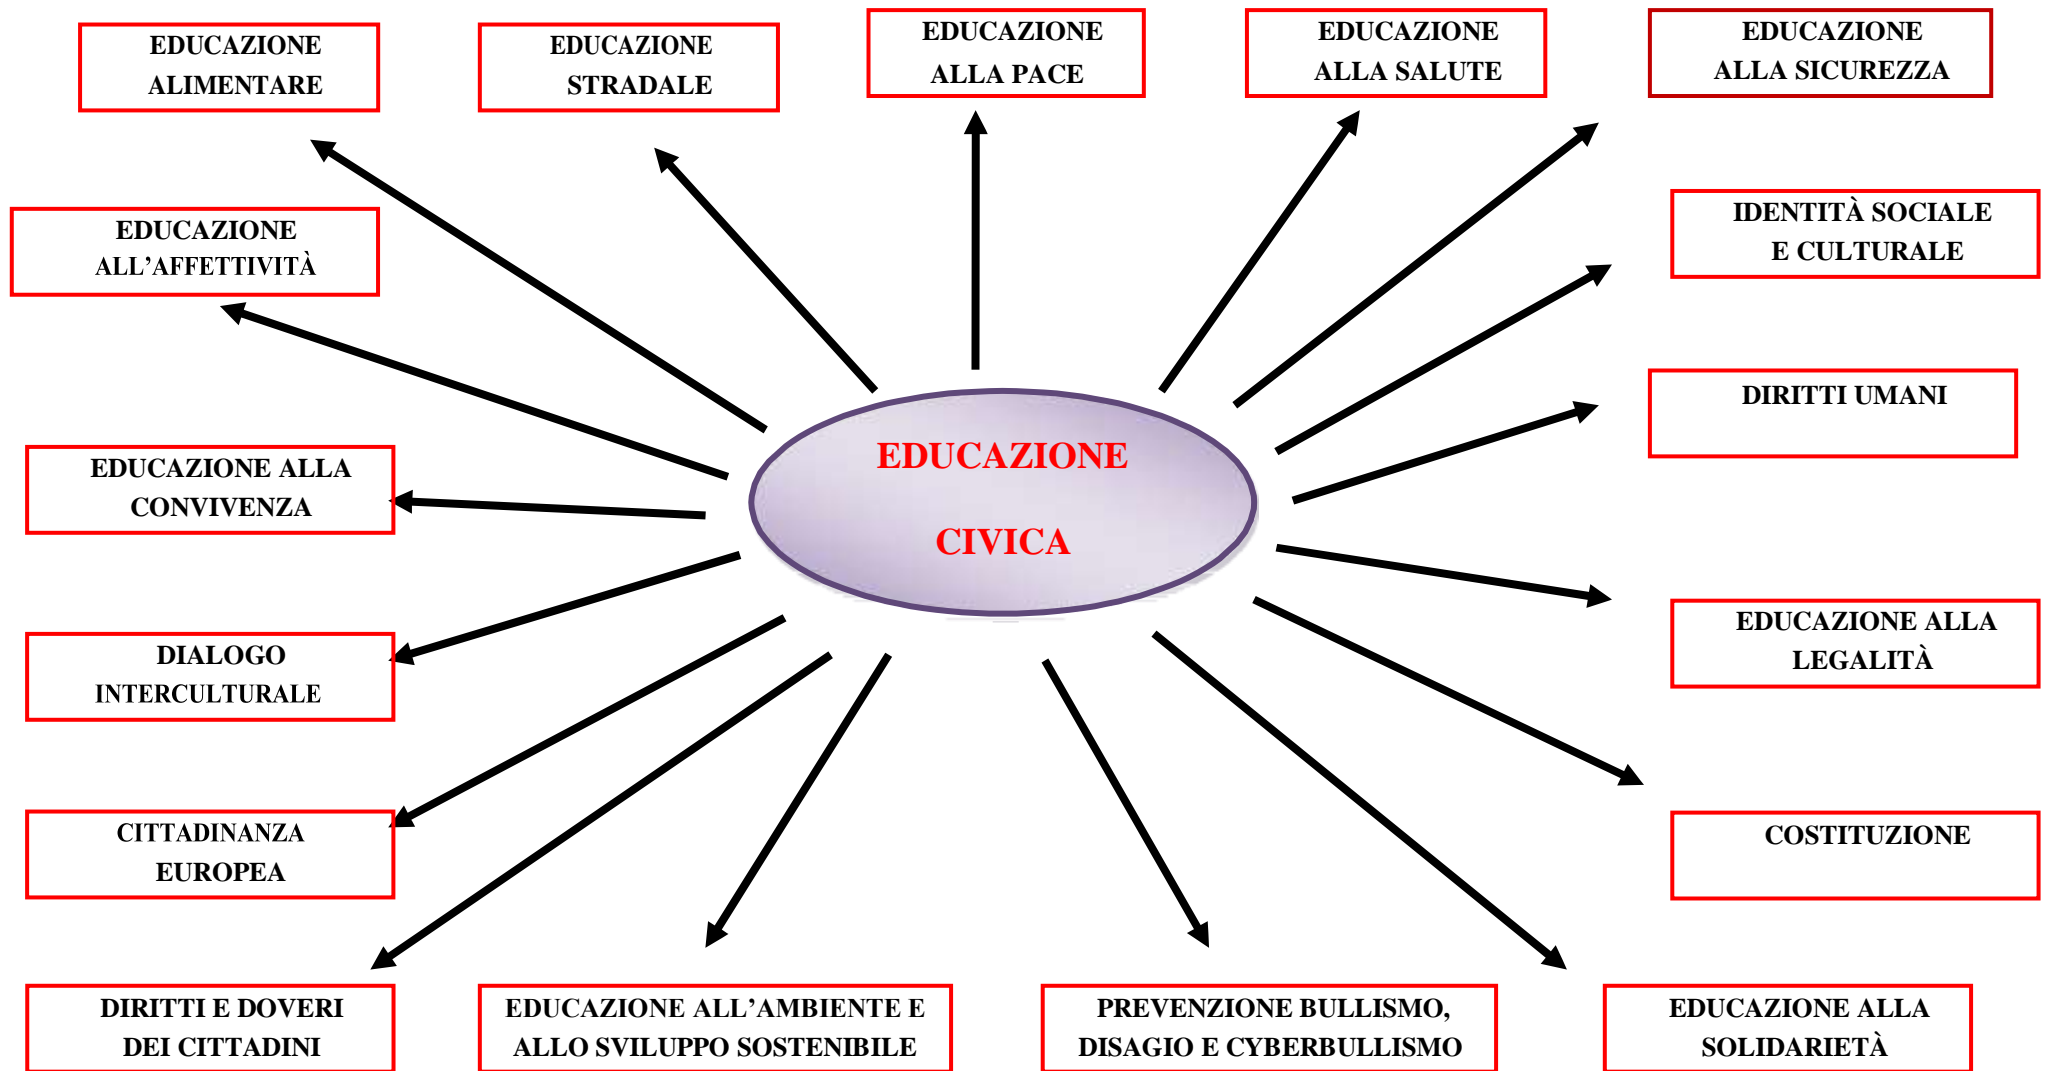 EDUCAZIONE
ALIMENTARE
EDUCAZIONE
STRADALE
EDUCAZIONE
ALLA PACE
EDUCAZIONE
ALLA SALUTE
EDUCAZIONE
ALLA SICUREZZA
EDUCAZIONE
ALL’AFFETTIVITÀ
IDENTITÀ SOCIALE
E CULTURALE
DIRITTI UMANI
EDUCAZIONE
CIVICA
EDUCAZIONE ALLA
CONVIVENZA
EDUCAZIONE ALLA
LEGALITÀ
DIALOGO
INTERCULTURALE
CITTADINANZA
EUROPEA
COSTITUZIONE
DIRITTI E DOVERI
DEI CITTADINI
EDUCAZIONE ALL’AMBIENTE E
ALLO SVILUPPO SOSTENIBILE
PREVENZIONE BULLISMO,
DISAGIO E CYBERBULLISMO
EDUCAZIONE ALLA
SOLIDARIETÀ